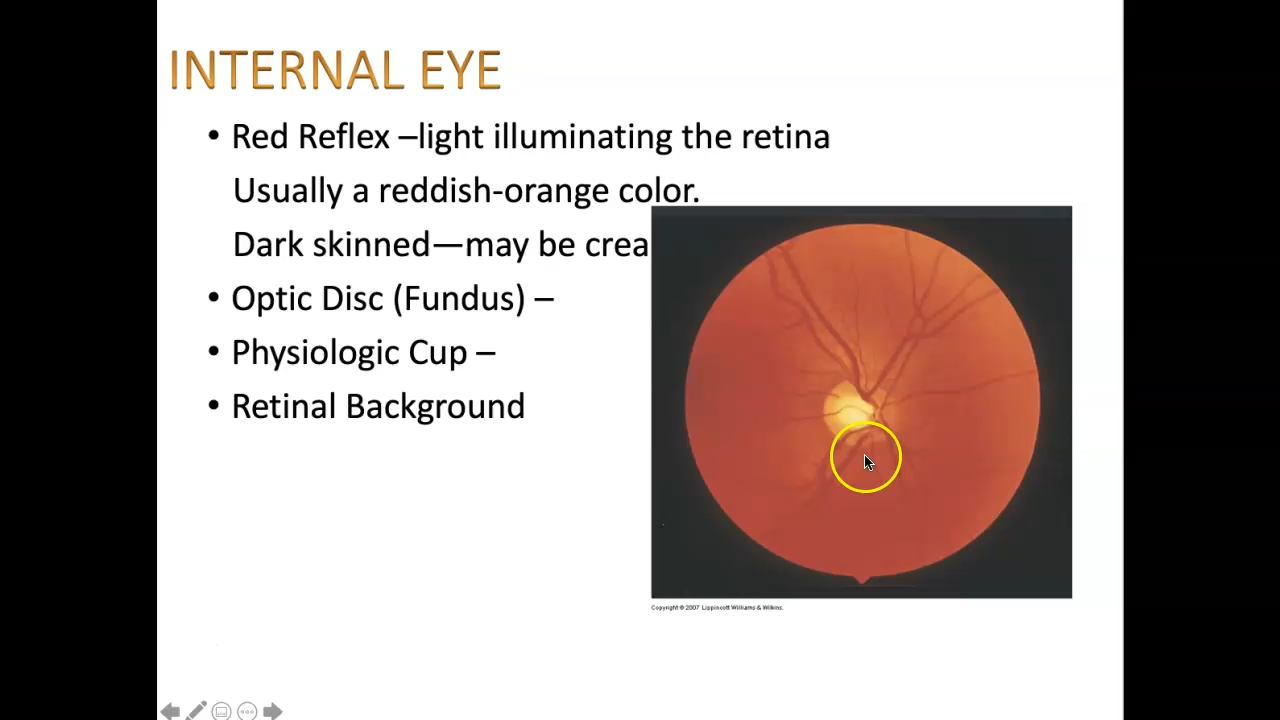 INTERNAL EYE
• Red Reflex –light illuminating the retina
Usually a reddish-orange color.
Dark skinned—may be crea
• Optic Disc (Fundus) –
• Physiologic Cup –
• Retinal Background
Copyright © 2007 Lippincott Williams & Wilkins.